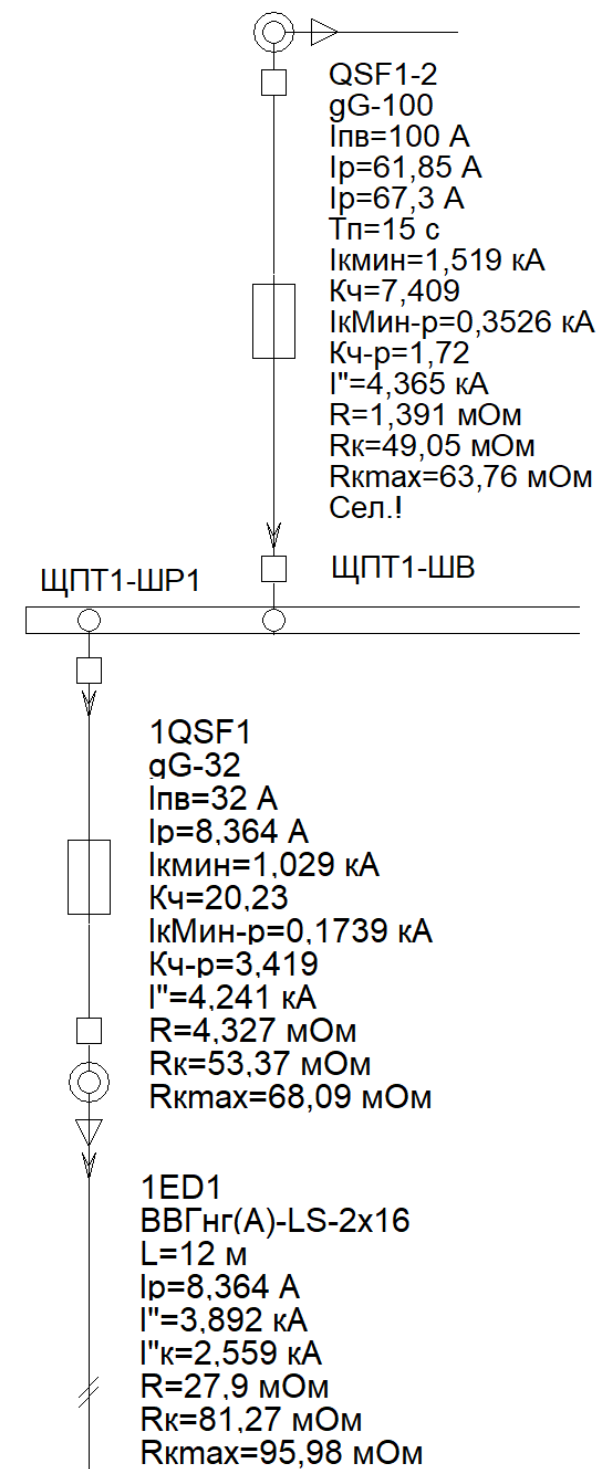 QSF1-2
gG-100
Iпв=100 А
Iр=61,85 А
Iр=67,3 А
Тп=15 с
Iкмин=1,519 кА
Кч=7,409
IкМин-р=0,3526 кА
Кч-р=1,72
I"=4,365 кА
R=1,391 мОм
Rк=49,05 мОм
Rкmax=63,76 мОм
Сел.!
ЩПТ1-ШР1
ЩПТ1-ШВ
1QSF1
gG-32
Iпв=32 А
Iр=8,364 А
Iкмин=1,029 кА
Кч=20,23
IкМин-р=0,1739 кА
Кч-р=3,419
I"=4,241 кА
R=4,327 мОм
Rк=53,37 мОм
Rкmax=68,09 мОм
1ED1
ВВГнг(А)-LS-2x16
L=12 м
Iр=8,364 А
I"=3,892 кА
I"к=2,559 кА
R=27,9 мОм
Rк=81,27 мОм
Rкmax=95,98 мОм